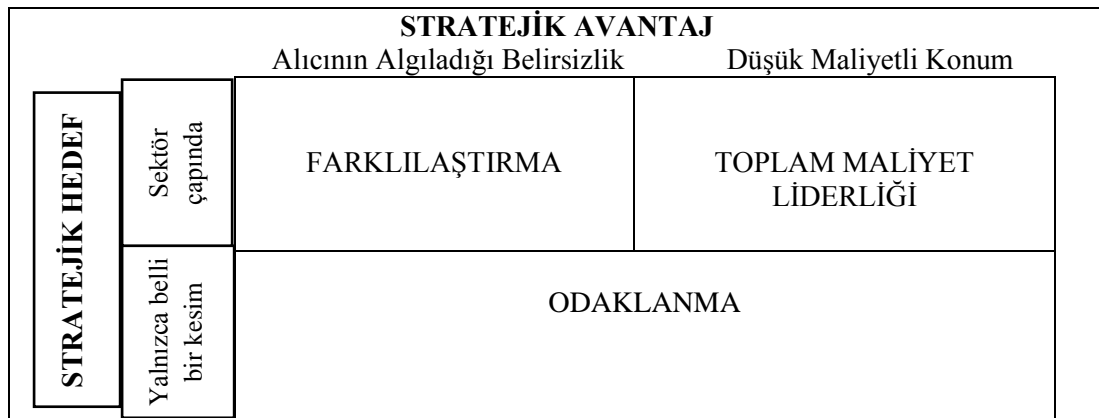 STRATEJİK AVANTAJ
Alıcının Algıladığı Belirsizlik Düşük Maliyetli Konum
STRATEJİK HEDEF
Sektör
çapında
FARKLILAŞTIRMA
TOPLAM MALİYET
LİDERLİĞİ
Yalnızca belli
bir kesim
ODAKLANMA